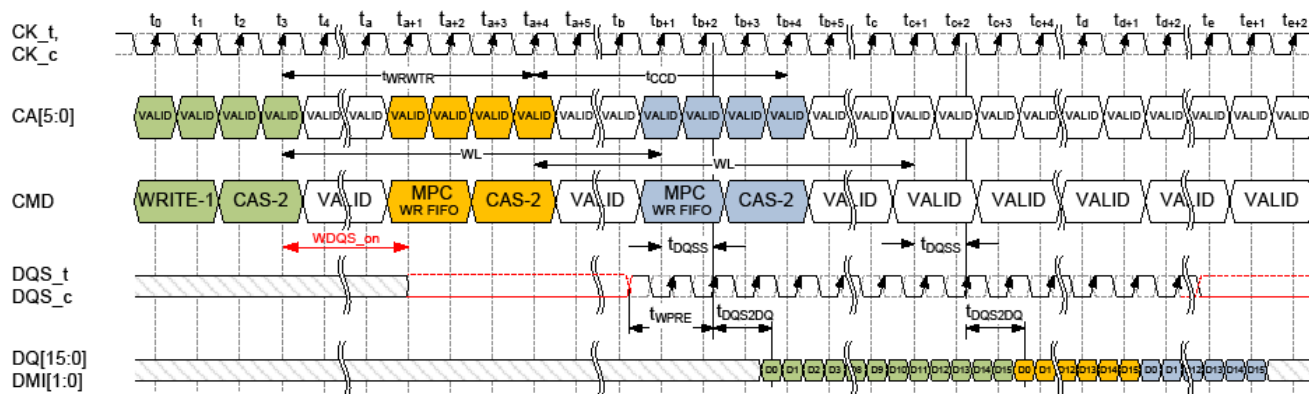 t0 t1 t2 t3 t4 ta ta+1 ta+2 ta+3 ta+4 ta+5 tb tb+1 tb+2 tb+3 tb+4 tb+5 tc tc+1 tc+2 tc+3 tc+4 td td+1 td+2 te te+1 te+2
CK_t,
CK_c
tWRWTR tCCD
CA[5:0] VALID VALID VALID VALID VALID VALID VALID VALID VALID VALID VALID VALID VALID VALID VALID VALID VALID VALID VALID VALID VALID VALID VALID VALID VALID VALID VALID VALID
WL WL
CMD WRITE-1 CAS-2 VALID MPC WR FIFO CAS-2 VALID MPC WR FIFO CAS-2 VALID VALID VALID VALID VALID VALID
WDQS_on tDQSS tDQSS
DQS_t
DQS_c
tWPRE tDQS2DQ tDQS2DQ
DQ[15:0]
DMI[1:0]
D0 D1 D2 D3 D8 D9 D10 D11 D12 D13 D14 D15 D0 D1 D12 D13 D14 D15 D0 D1 D12 D13 D14 D15